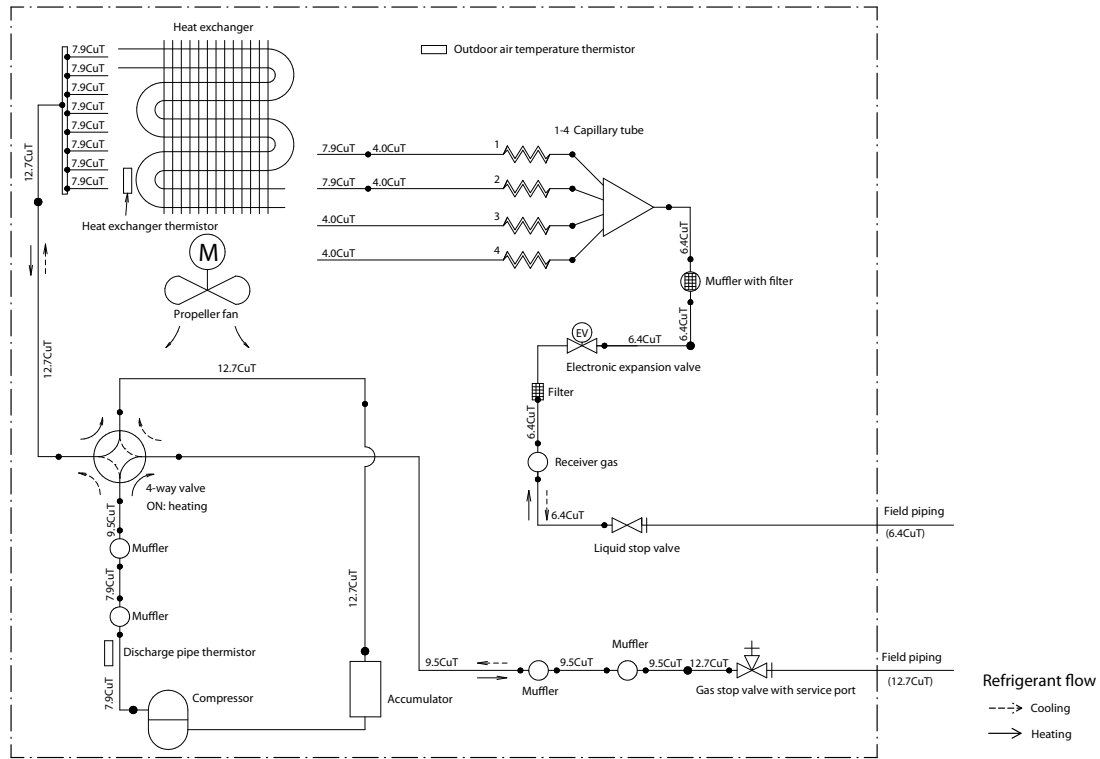 Heat exchanger
Outdoor air temperature thermistor
7.9CuT
7.9CuT
7.9CuT
7.9CuT
7.9CuT
7.9CuT
7.9CuT
7.9CuT
12.7CuT
Heat exchanger thermistor
M
Propeller fan
1-4 Capillary tube
7.9CuT 4.0CuT 1
7.9CuT 4.0CuT 2
4.0CuT 3
4.0CuT 4
6.4CuT
Muffler with filter
6.4CuT
EV
6.4CuT
Electronic expansion valve
Filter
6.4CuT
Receiver gas
6.4CuT
Liquid stop valve
Field piping
(6.4CuT)
12.7CuT
12.7CuT
4-way valve
ON: heating
9.5CuT
Muffler
7.9CuT
Muffler
Discharge pipe thermistor
7.9CuT
Compressor
12.7CuT
Accumulator
9.5CuT
Muffler
9.5CuT
Muffler
9.5CuT 12.7CuT
Gas stop valve with service port
Field piping
(12.7CuT)
Refrigerant flow
Cooling
Heating